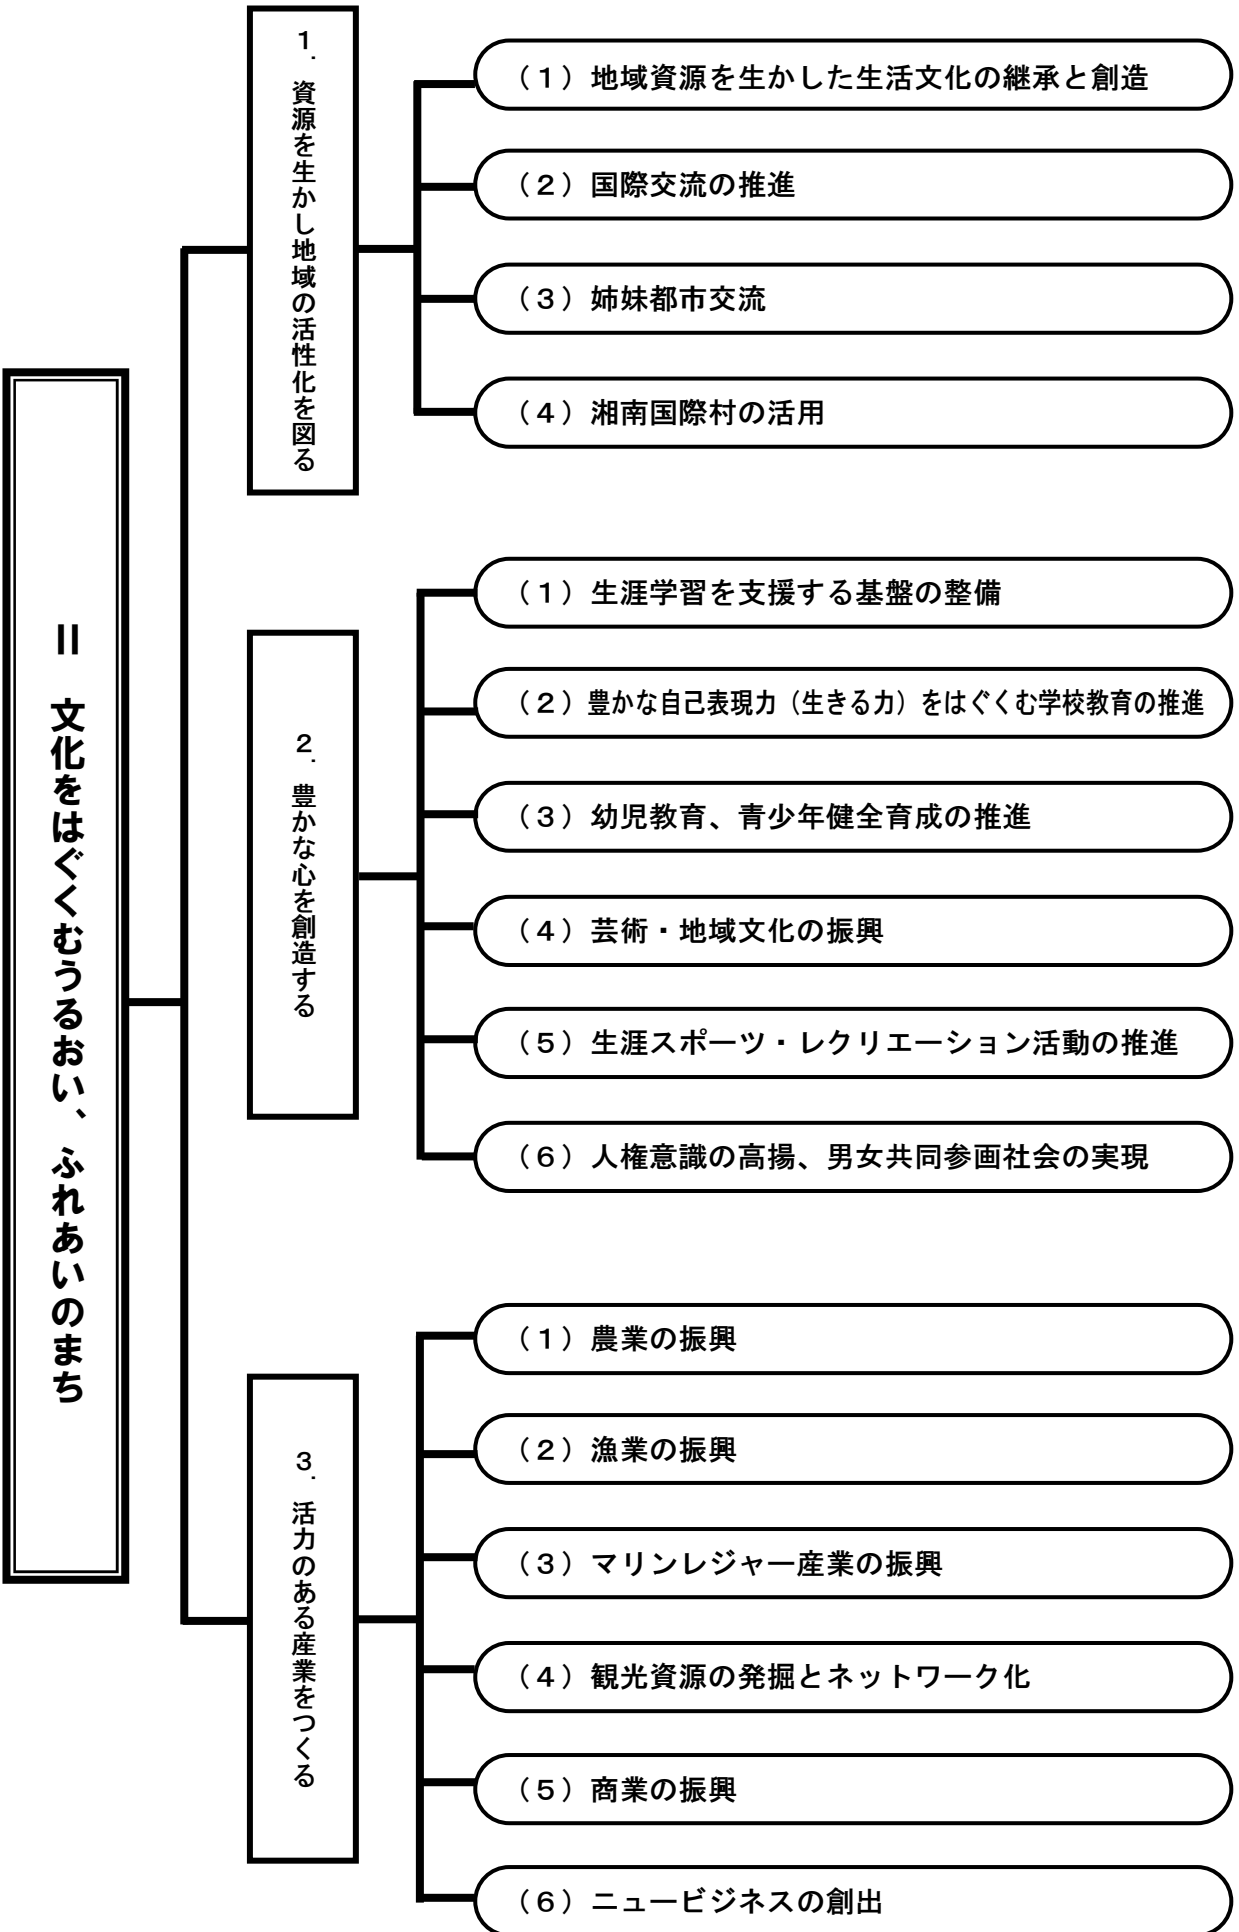 Ⅱ 文化をはぐくむうるおい、ふれあいのまち
1. 資源を生かし地域の活性化を図る
(1) 地域資源を生かした生活文化の継承と創造
(2) 国際交流の推進
(3) 姉妹都市交流
(4) 湘南国際村の活用
2. 豊かな心を創造する
(1) 生涯学習を支援する基盤の整備
(2) 豊かな自己表現力（生きる力）をはぐくむ学校教育の推進
(3) 幼児教育、青少年健全育成の推進
(4) 芸術・地域文化の振興
(5) 生涯スポーツ・レクリエーション活動の推進
(6) 人権意識の高揚、男女共同参画社会の実現
3. 活力のある産業をつくる
(1) 農業の振興
(2) 漁業の振興
(3) マリンレジャー産業の振興
(4) 観光資源の発掘とネットワーク化
(5) 商業の振興
(6) ニュービジネスの創出